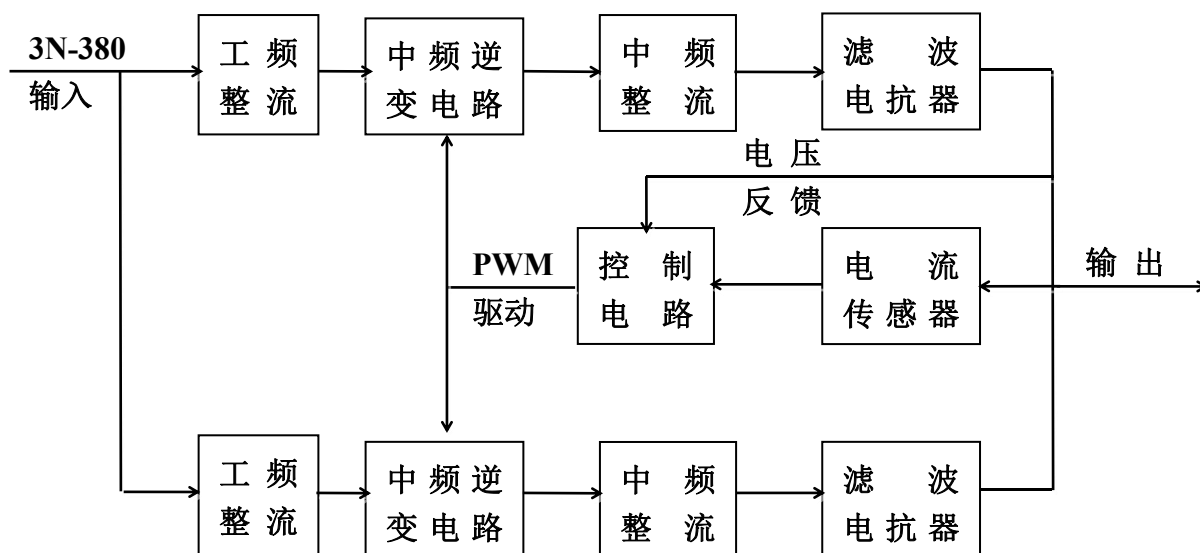 3N-380
输入
工频
整流
中频逆
变电路
中频
整流
滤波
电抗器
电压
反馈
PWM
驱动
控制
电路
电流
传感器
输出
工频
整流
中频逆
变电路
中频
整流
滤波
电抗器